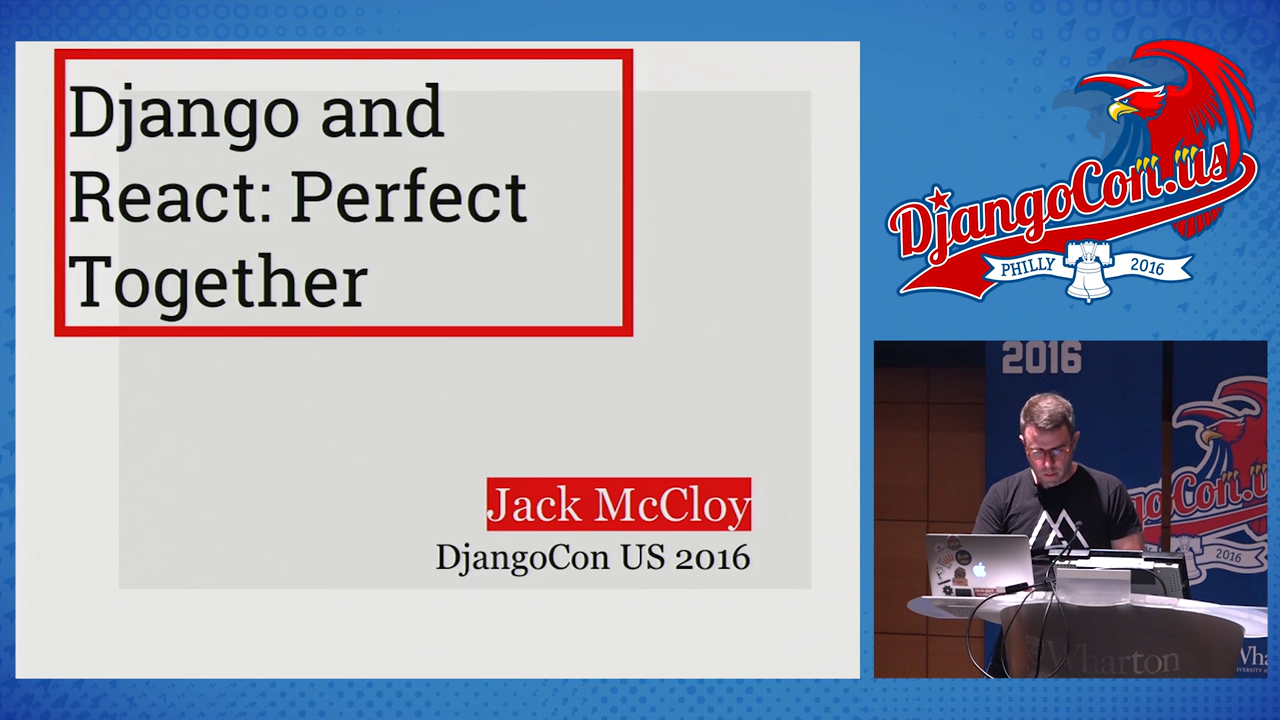 Django and
React: Perfect
Together
Jack McCloy
DjangoCon US 2016
DjangoCon.us
PHILLY 2016
2016
2016
Wharton